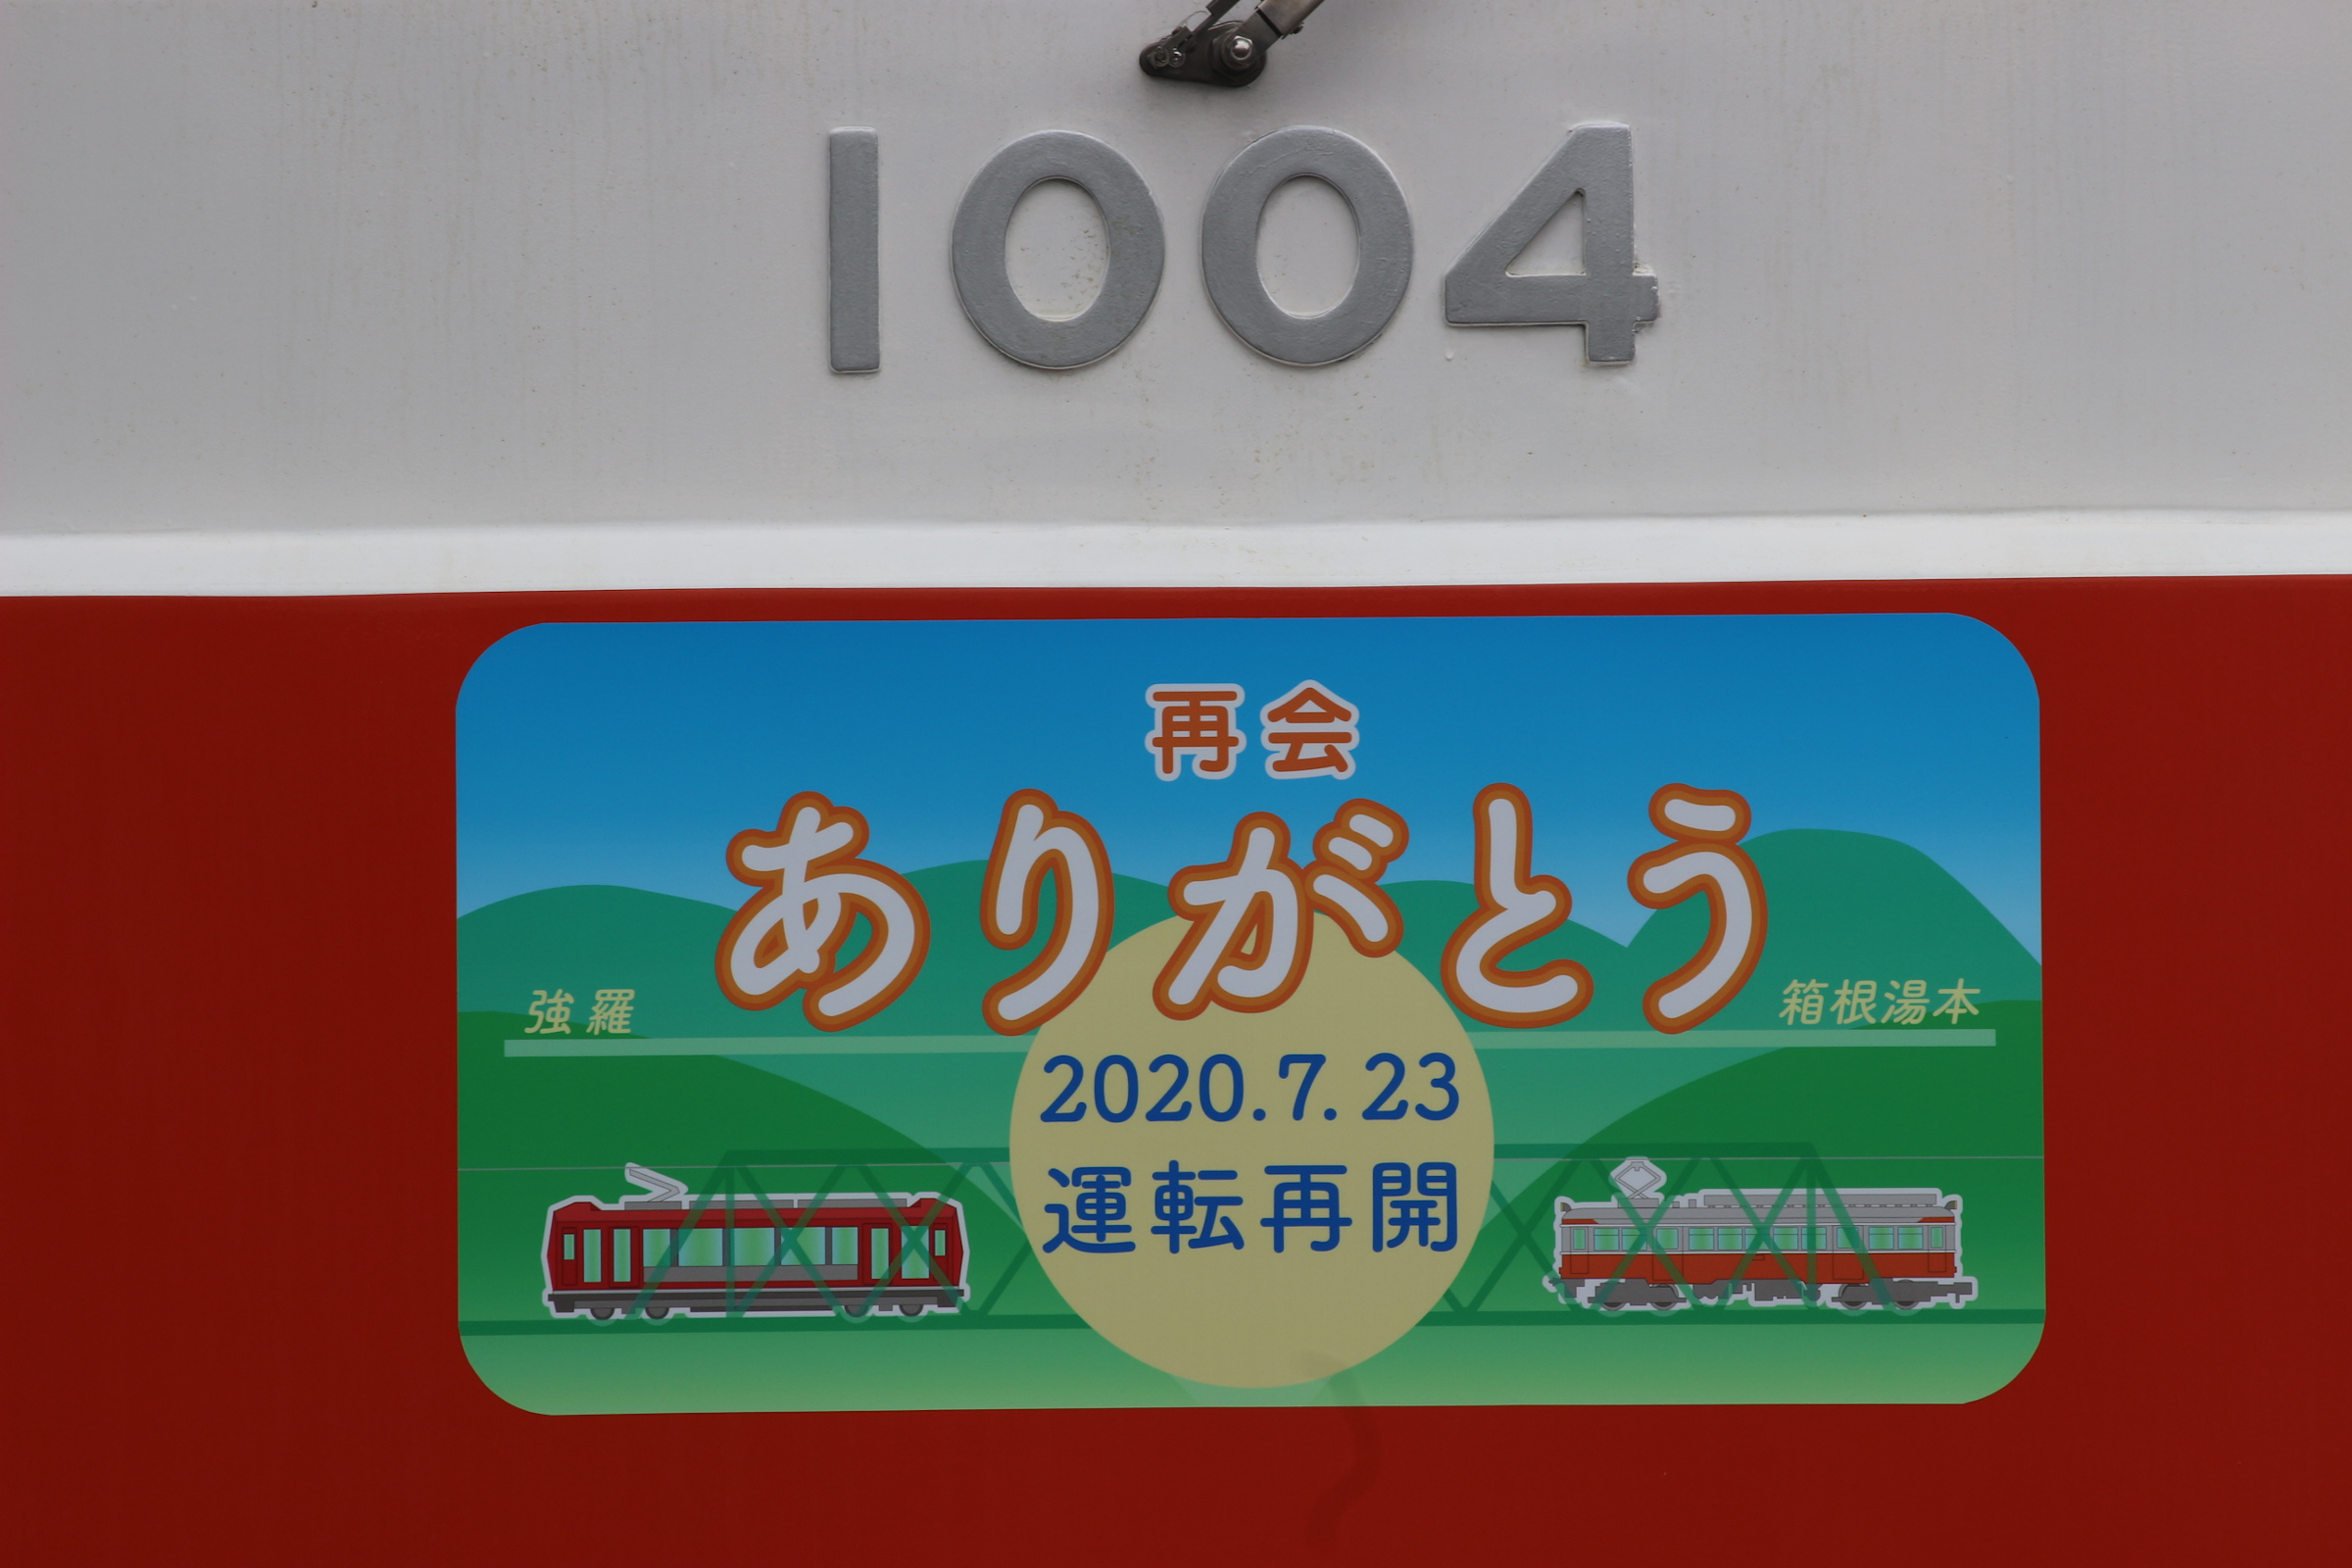 1004
再会
ありがとう
強羅
箱根湯本
2020.7.23
運転再開